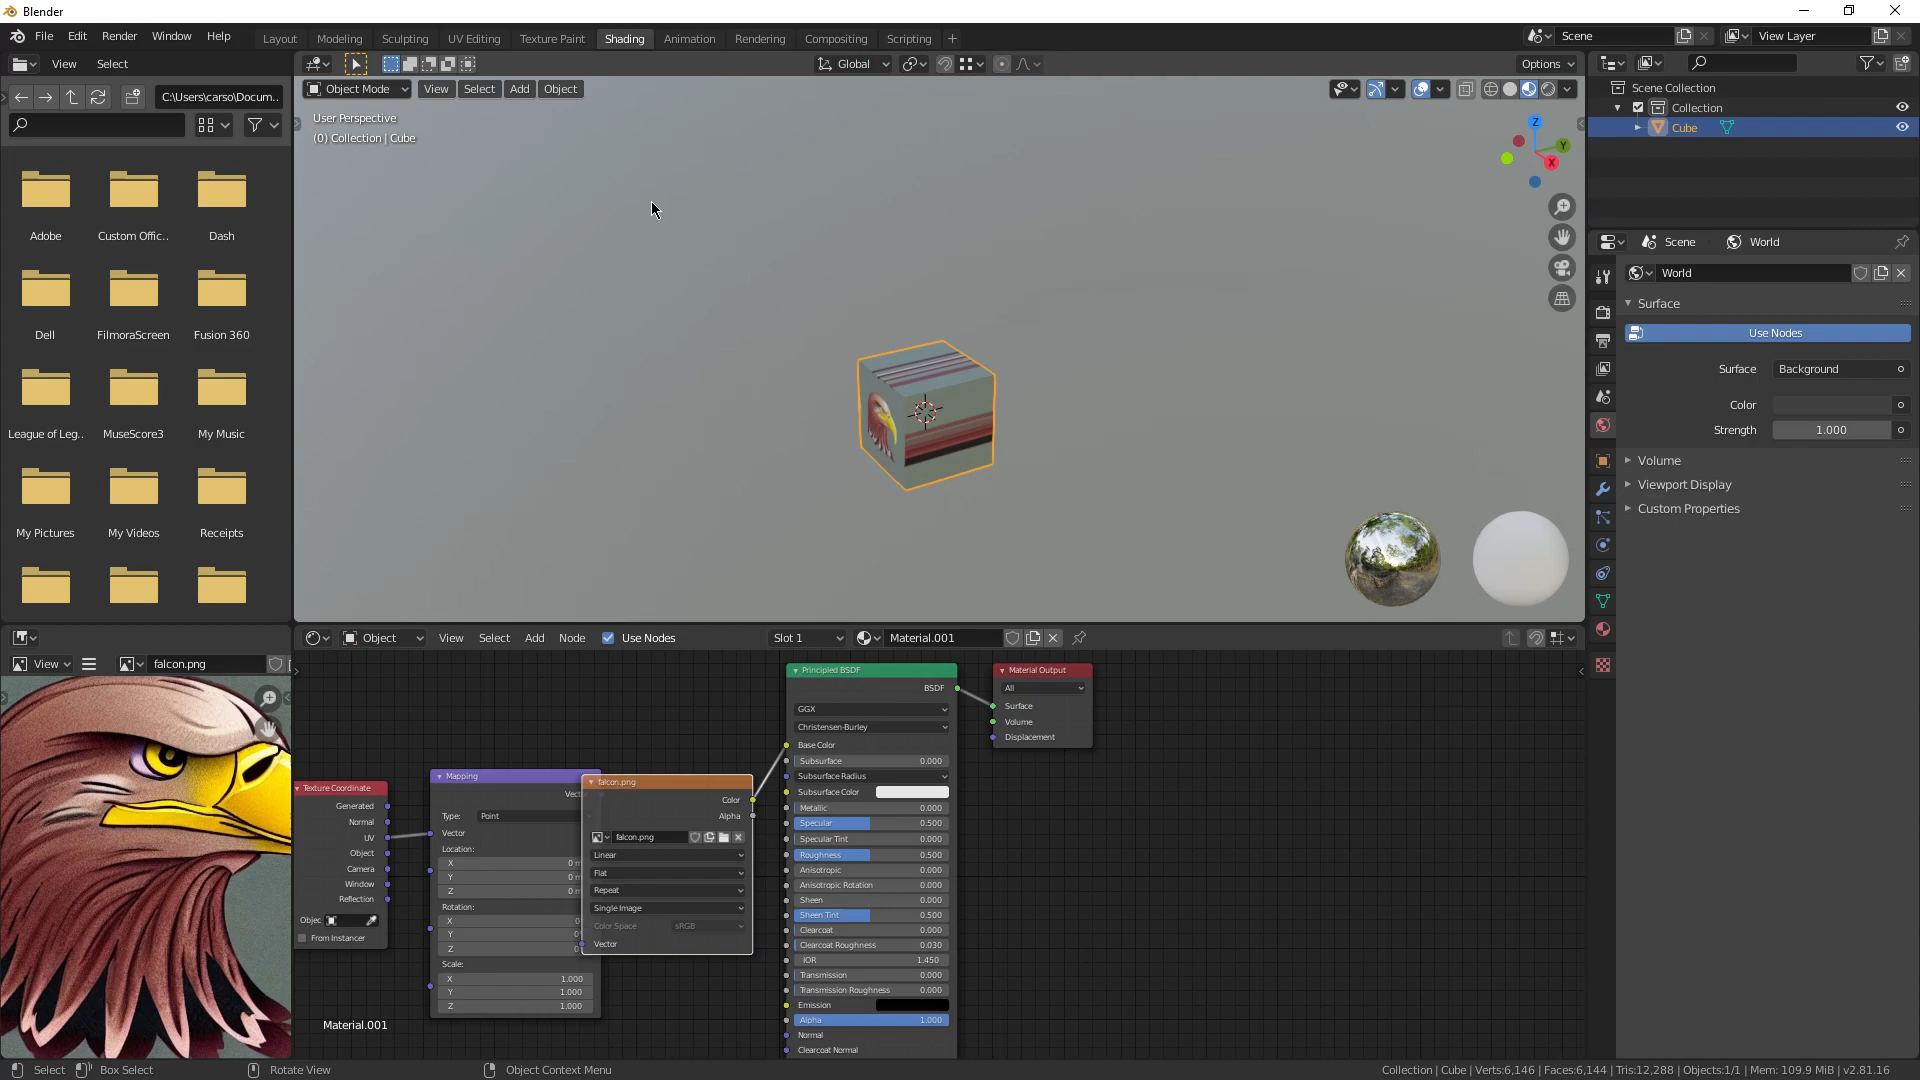 Blender
File Edit Render Window Help
Layout Modeling Sculpting UV Editing Texture Paint Shading Animation Rendering Compositing Scripting +
Scene
View Layer
View Select
Global
Options
C:\Users\carso\Docum..
Object Mode View Select Add Object
User Perspective
(0) Collection | Cube
Z
Y
X
Scene Collection
Collection
Cube
Adobe Custom Offic.. Dash
Dell FilmoraScreen Fusion 360
League of Leg.. MuseScore3 My Music
My Pictures My Videos Receipts
Scene World
World
Surface
Use Nodes
Surface Background
Color
Strength 1.000
Volume
Viewport Display
Custom Properties
View falcon.png
Object View Select Add Node Use Nodes Slot 1 Material.001
Texture Coordinate
Generated
Normal
UV
Object
Camera
Window
Reflection
Objec
From Instancer
Mapping
Type: Point
Vector
Location:
X 0
Y 0
Z 0
Rotation:
X
Y
Z
Scale:
X 1.000
Y 1.000
Z 1.000
falcon.png
Color
Alpha
falcon.png
Linear
Flat
Repeat
Single Image
Color Space sRGB
Vector
Principled BSDF
BSDF
GGX
Christensen-Burley
Base Color
Subsurface 0.000
Subsurface Radius
Subsurface Color
Metallic 0.000
Specular 0.500
Specular Tint 0.000
Roughness 0.500
Anisotropic 0.000
Anisotropic Rotation 0.000
Sheen 0.000
Sheen Tint 0.500
Clearcoat 0.000
Clearcoat Roughness 0.030
IOR 1.450
Transmission 0.000
Transmission Roughness 0.000
Emission
Alpha 1.000
Normal
Clearcoat Normal
Material Output
All
Surface
Volume
Displacement
Material.001
Select Box Select Rotate View Object Context Menu
Collection | Cube | Verts:6,146 | Faces:6,144 | Tris:12,288 | Objects:1/1 | Mem: 109.9 MiB | v2.81.16